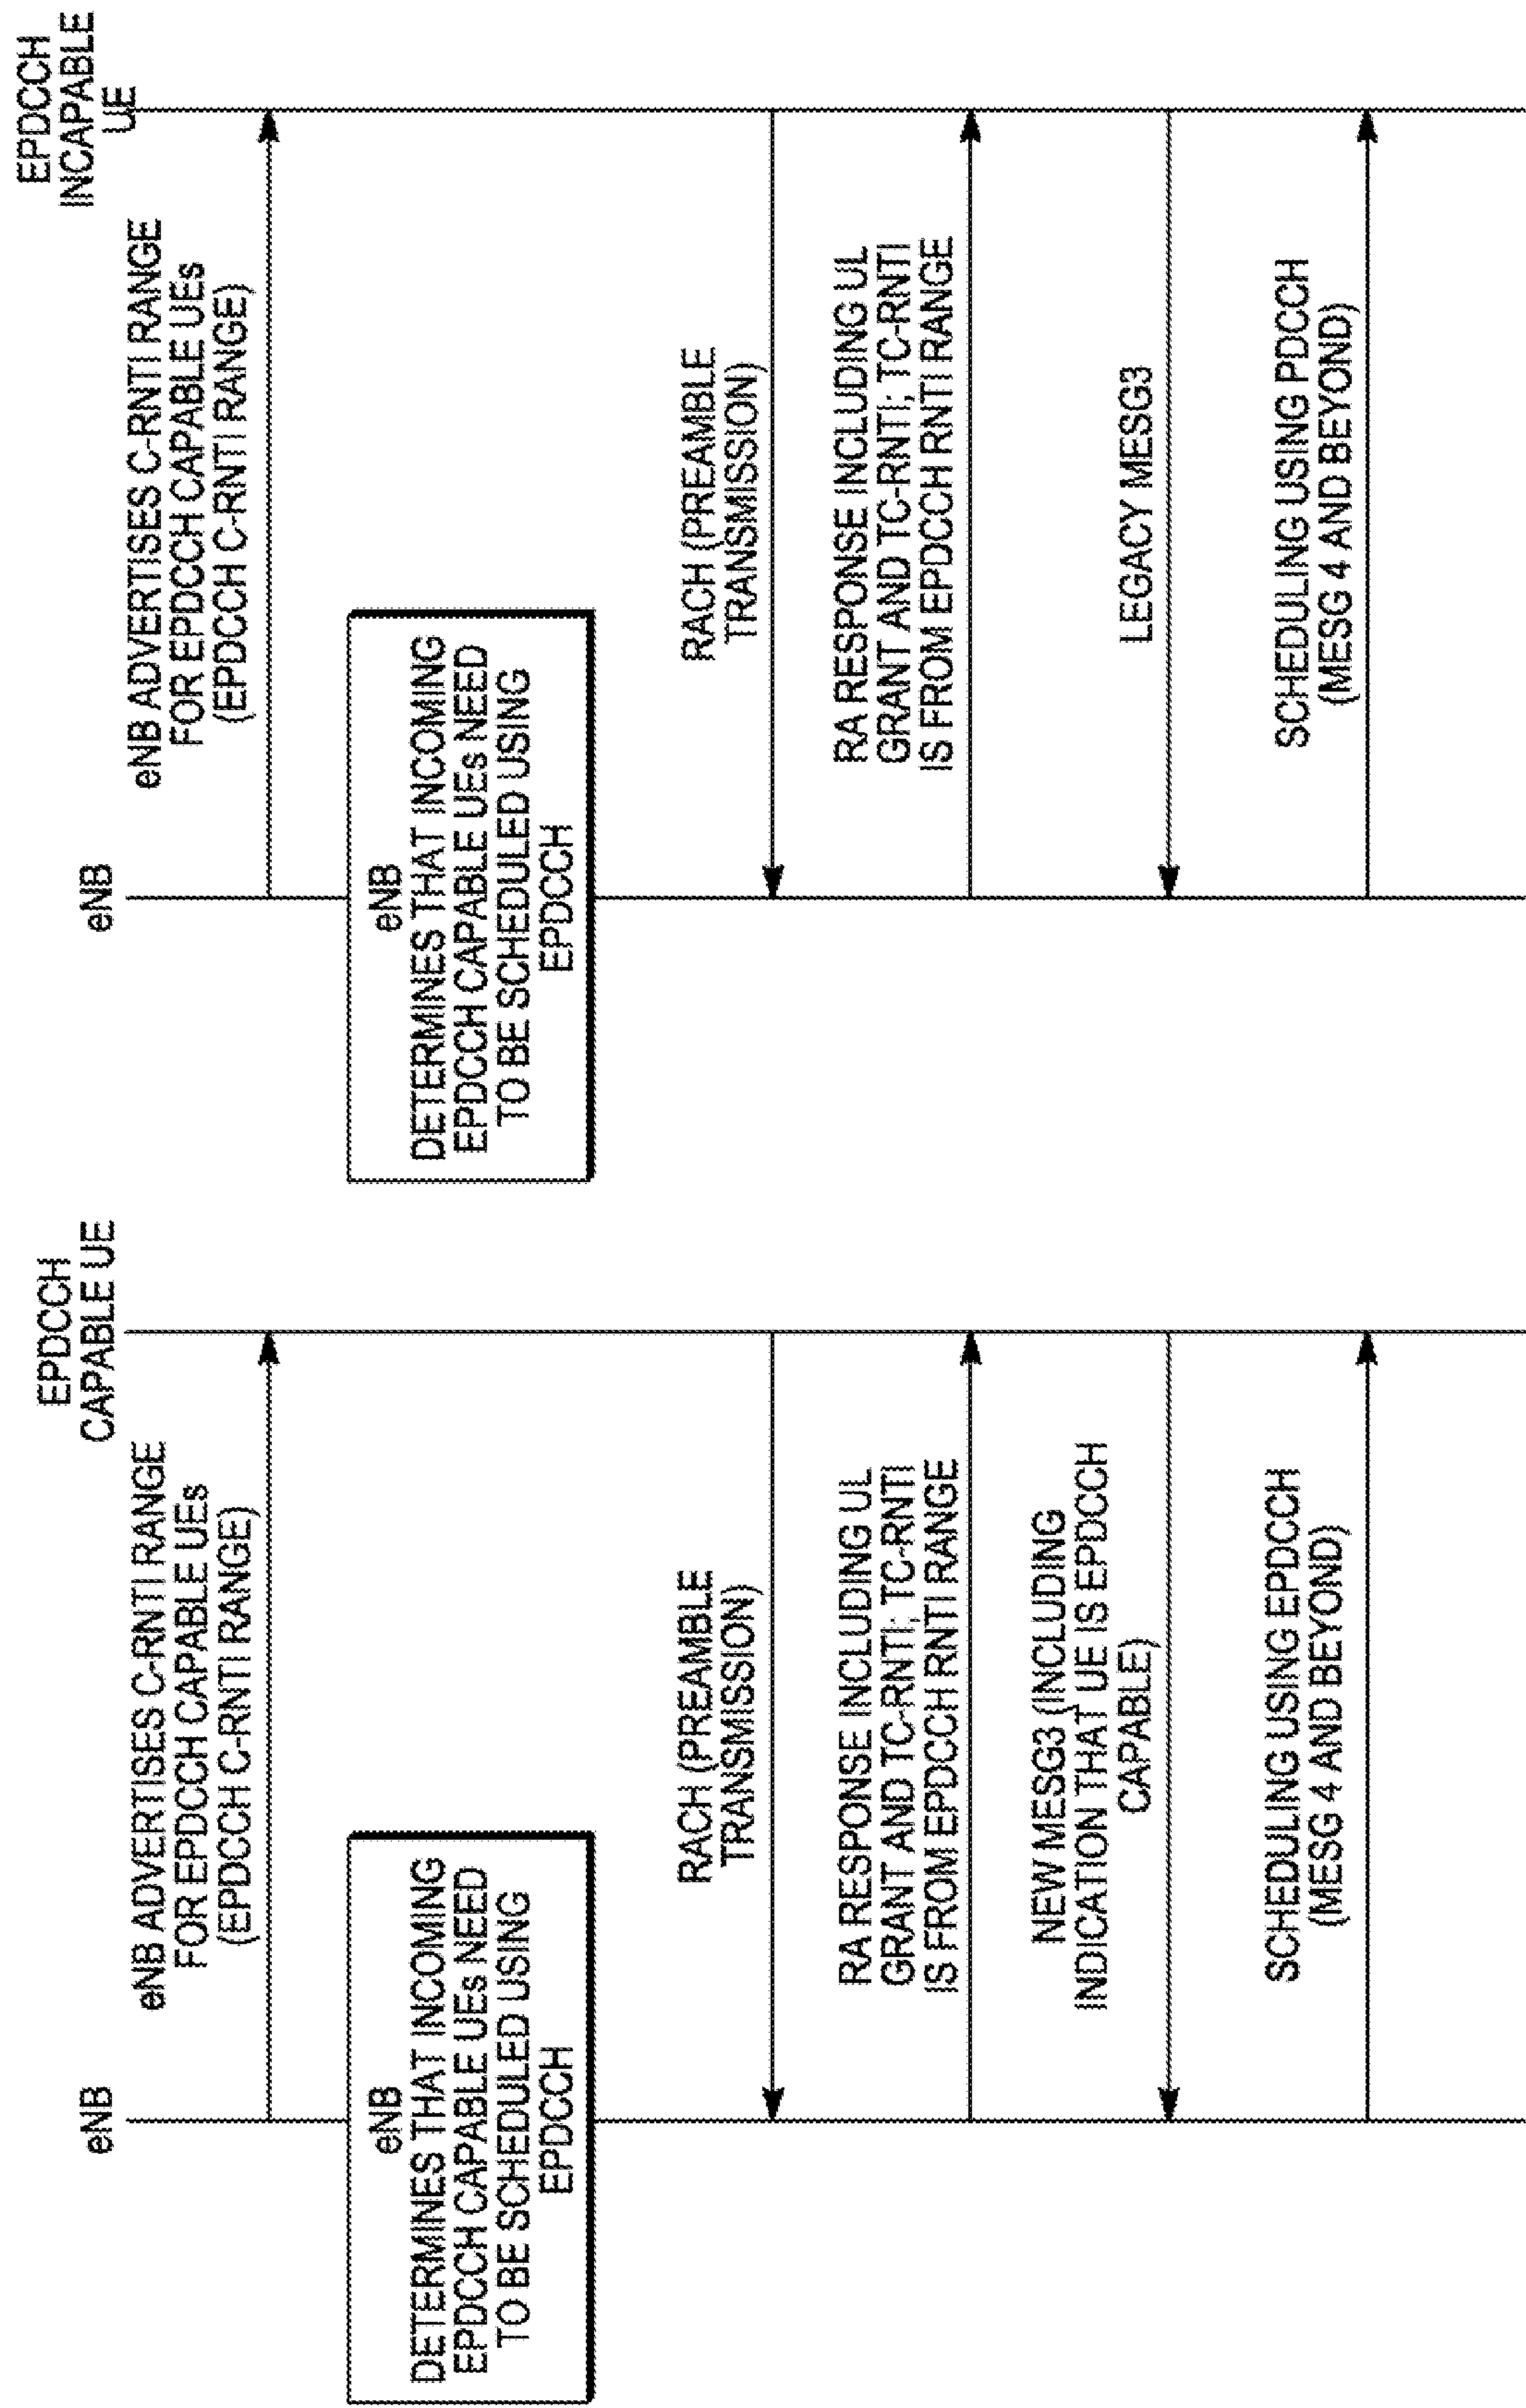 eNB
EPDCCH
CAPABLE UE
eNB ADVERTISES C-RNTI RANGE
FOR EPDCCH CAPABLE UEs
(EPDCCH C-RNTI RANGE)
eNB
DETERMINES THAT INCOMING
EPDCCH CAPABLE UEs NEED
TO BE SCHEDULED USING
EPDCCH
RACH (PREAMBLE
TRANSMISSION)
RA RESPONSE INCLUDING UL
GRANT AND TC-RNTI; TC-RNTI
IS FROM EPDCCH RNTI RANGE
NEW MESG3 (INCLUDING
INDICATION THAT UE IS EPDCCH
CAPABLE)
SCHEDULING USING EPDCCH
(MESG 4 AND BEYOND)
eNB
EPDCCH
INCAPABLE
UE
eNB ADVERTISES C-RNTI RANGE
FOR EPDCCH CAPABLE UEs
(EPDCCH C-RNTI RANGE)
eNB
DETERMINES THAT INCOMING
EPDCCH CAPABLE UEs NEED
TO BE SCHEDULED USING
EPDCCH
RACH (PREAMBLE
TRANSMISSION)
RA RESPONSE INCLUDING UL
GRANT AND TC-RNTI; TC-RNTI
IS FROM EPDCCH RNTI RANGE
LEGACY MESG3
SCHEDULING USING PDCCH
(MESG 4 AND BEYOND)